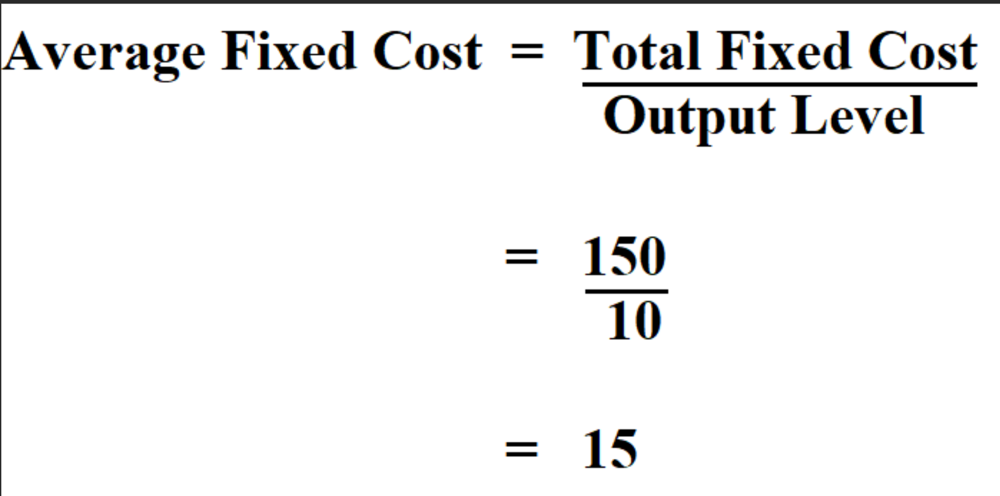 Average Fixed Cost = Total Fixed Cost
Output Level
= 150
10
= 15